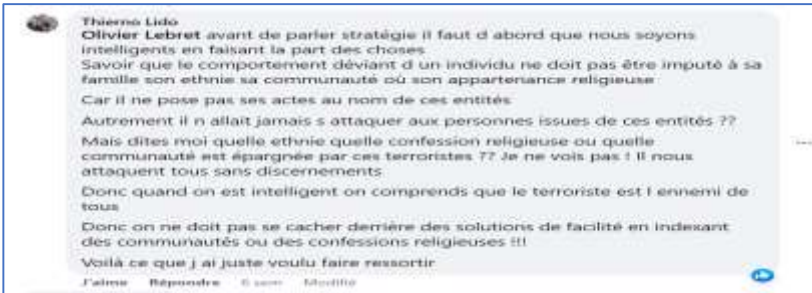 Thierno Lido
Olivier Lebret avant de parler stratégie il faut d abord que nous soyons
intelligents en faisant la part des choses
Savoir que le comportement déviant d un individu ne doit pas être imputé à sa
famille son ethnie sa communauté où son appartenance religieuse
Car il ne pose pas ses actes au nom de ces entités
Autrement il n allait jamais s attaquer aux personnes issues de ces entités ??
Mais dites moi quelle ethnie quelle confession religieuse ou quelle
communauté est épargnée par ces terroristes ?? Je ne vois pas ! Il nous
attaquent tous sans discernements
Donc quand on est intelligent on comprends que le terroriste est l ennemi de
tous
Donc on ne doit pas se cacher derrière des solutions de facilité en indexant
des communautés ou des confessions religieuses !!!
Voilà ce que j ai juste voulu faire ressortir
J'aime Répondre 6 sem Modifié